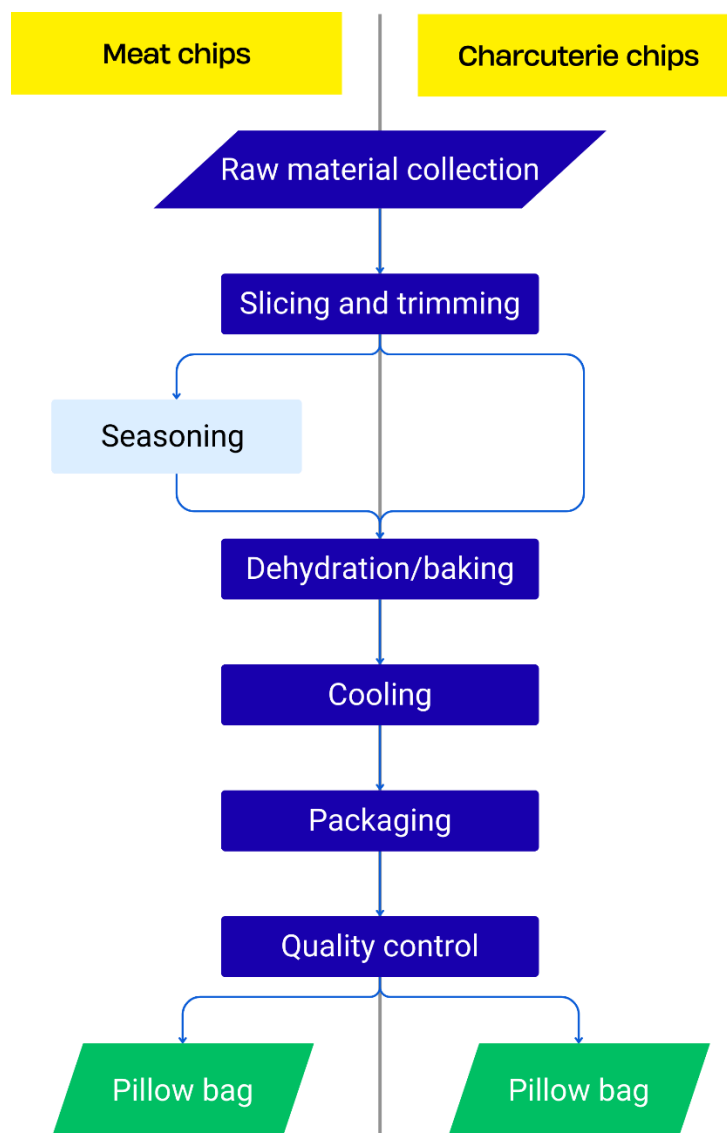 Meat chips
Charcuterie chips
Raw material collection
Slicing and trimming
Seasoning
Dehydration/baking
Cooling
Packaging
Quality control
Pillow bag
Pillow bag